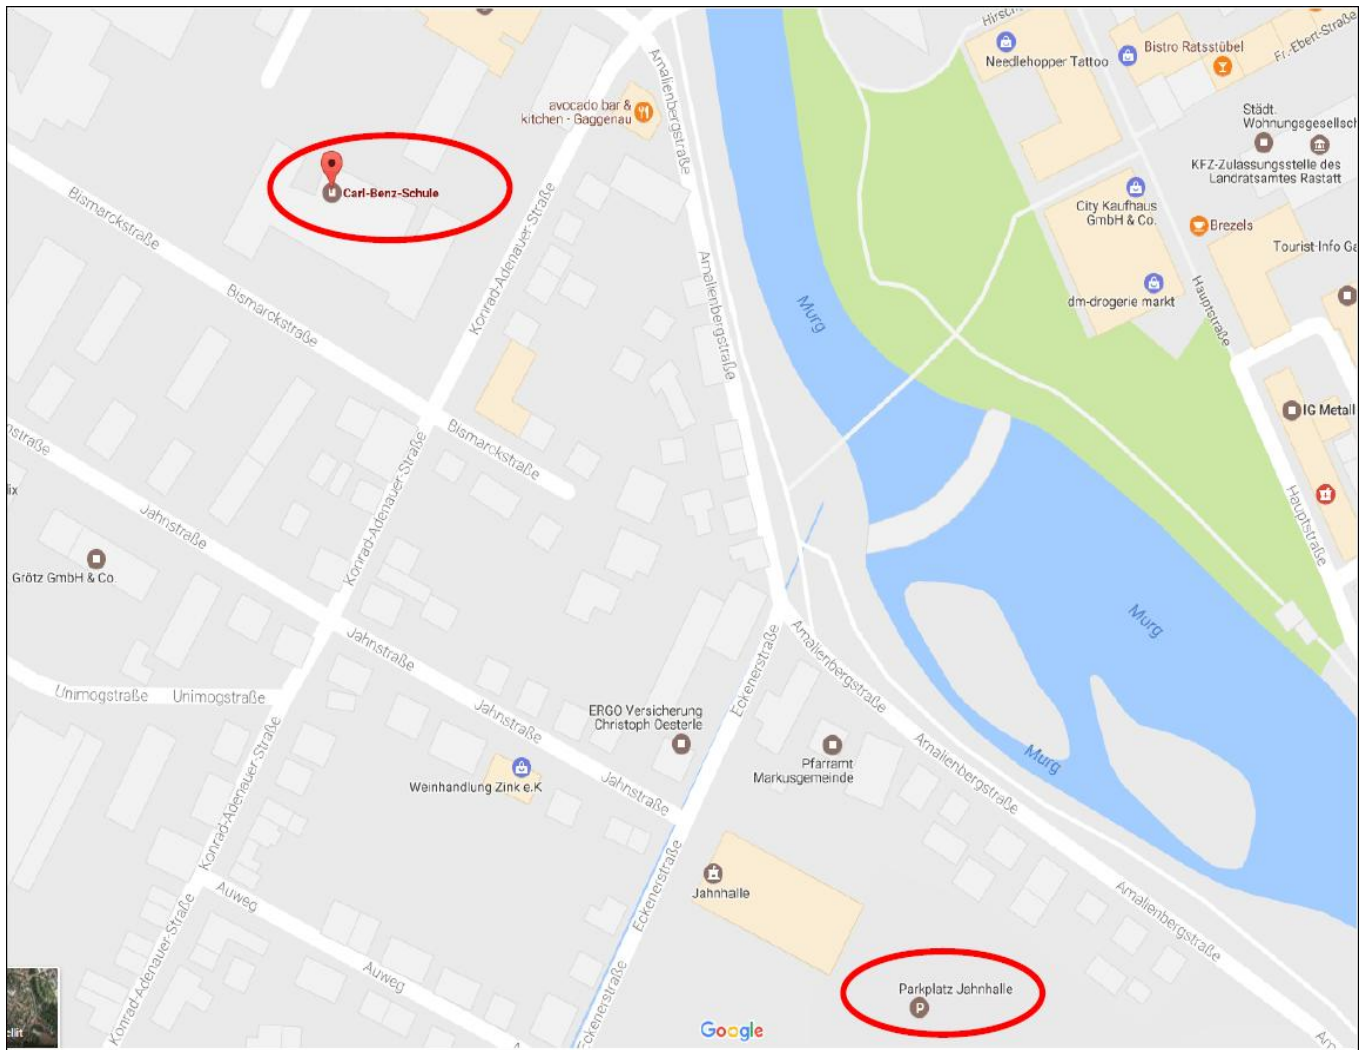 Hirsch
Fr.-Ebert-Straße
Bistro Ratsstübel
Needlehopper Tattoo
Amalienbergstraße
avocado bar &
kitchen - Gaggenau
Städt.
Wohnungsgesellsch
KFZ-Zulassungsstelle des
Landratsamtes Rastatt
Carl-Benz-Schule
Bismarckstraße
City Kaufhaus
GmbH & Co.
Brezels
Konrad-Adenauer-Straße
Tourist-Info Ga
Amalienbergstraße
Murg
Hauptstraße
dm-drogerie markt
Bismarckstraße
IG Metall
nstraße
Bismarckstraße
Konrad-Adenauer-Straße
lix
Jahnstraße
Hauptstraße
Grötz GmbH & Co
Murg
Jahnstraße
Amalienbergstraße
Eckenerstraße
Unimogstraße
Unimogstraße
Jahnstraße
ERGO Versicherung
Christoph Oesterle
Konrad-Adenauer-Straße
Amalienbergstraße
Murg
Pfarramt
Markusgemeinde
Weinhandlung Zink e.K
Jahnstraße
Eckenerstraße
Jahnhalle
Auweg
Amalienbergstraße
Konrad-Adenauer-Straße
Auweg
Eckenerstraße
Parkplatz Jahnhalle
P
Google
ellit